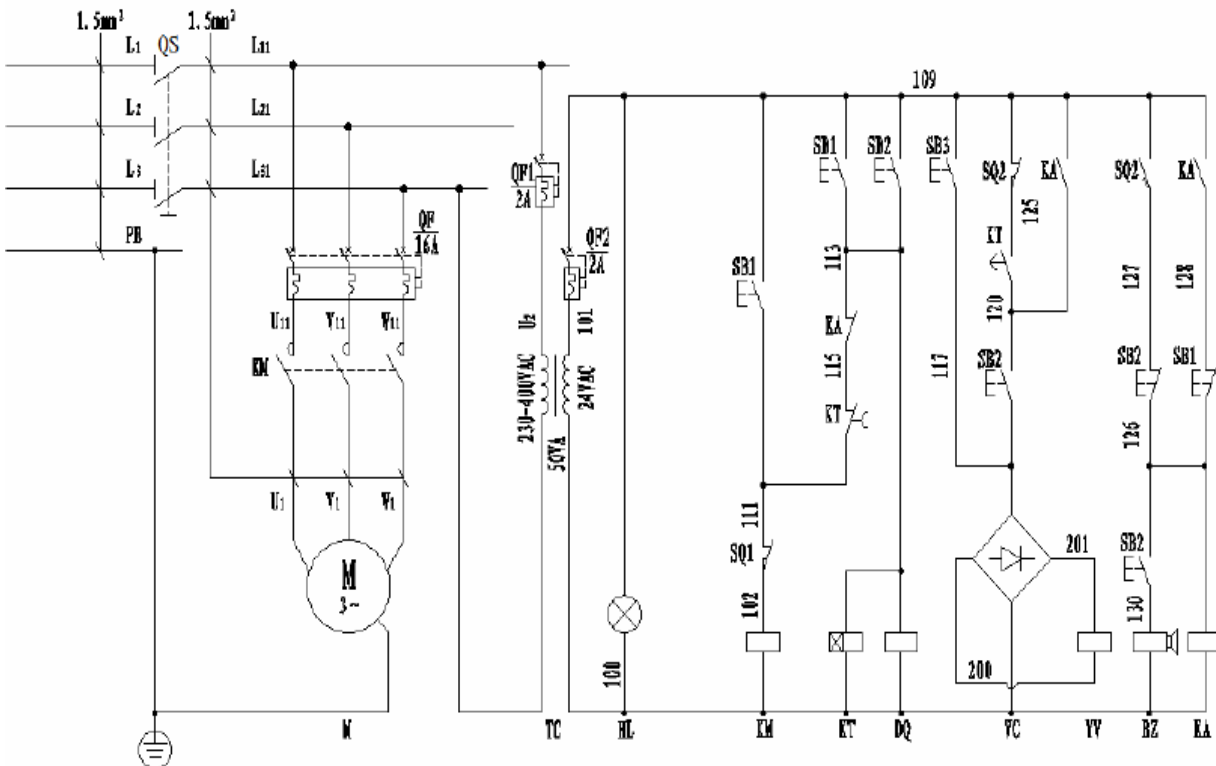 1.5mm²
1.5mm²
L1
QS
L11
109
L2
L21
SB1
SB2
SB3
L3
L31
QF1
2A
SQ2
KA
SQ2
KA
125
PE
QF
16A
QF2
2A
SB1
113
KT
127
128
U11
V11
W11
U2
101
KA
120
KM
115
117
SB2
SB2
SB1
230-400VAC
24VAC
KT
126
50VA
U1
V1
W1
111
SQ1
201
SB2
M
3~
102
130
100
200
M
TC
HL
KM
KT
DQ
VC
YV
BZ
KA